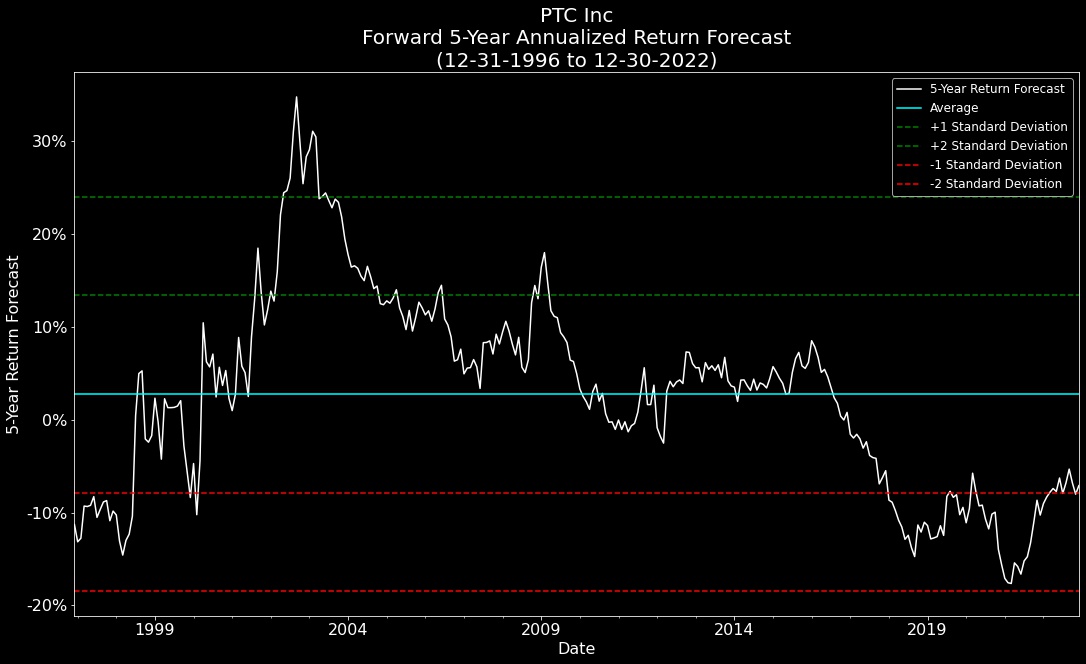 PTC Inc
Forward 5-Year Annualized Return Forecast
(12-31-1996 to 12-30-2022)
5-Year Return Forecast
Average
+1 Standard Deviation
+2 Standard Deviation
-1 Standard Deviation
-2 Standard Deviation
5-Year Return Forecast
30%
20%
10%
0%
-10%
-20%
1999 2004 2009 2014 2019
Date